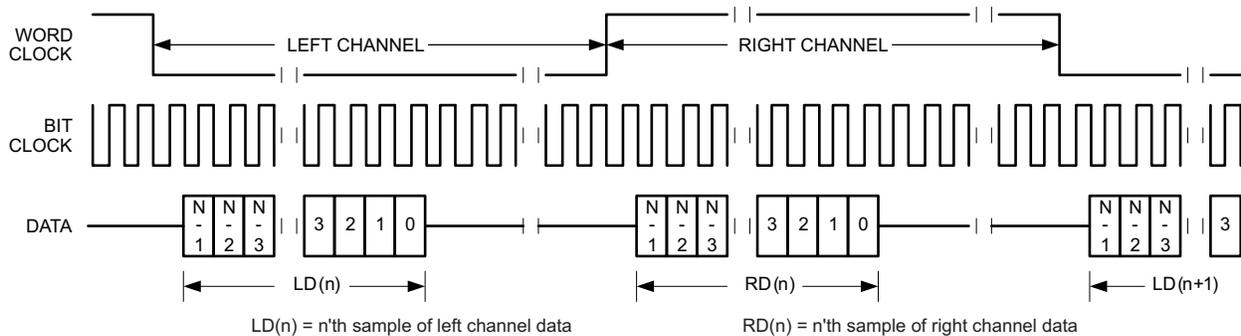 WORD
CLOCK
LEFT CHANNEL
RIGHT CHANNEL
BIT
CLOCK
DATA
N
-
1
N
-
2
N
-
3
3 2 1 0
N
-
1
N
-
2
N
-
3
3 2 1 0
N
-
1
N
-
2
N
-
3
3
LD(n)
RD(n)
LD(n+1)
LD(n) = n'th sample of left channel data
RD(n) = n'th sample of right channel data